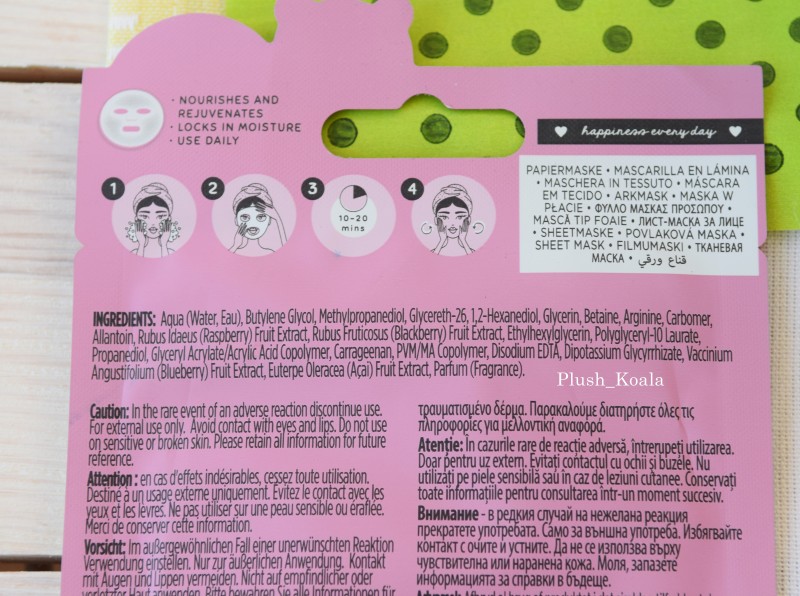 · NOURISHES AND
REJUVENATES
· LOCKS IN MOISTURE
· USE DAILY
happiness every day
1
2
3
4
10-20
mins
PAPIERMASKE • MASCARILLA EN LÁMINA
• MASCHERA IN TESSUTO • MÁSCARA
EM TECIDO • ARKMASK • MASKA W
PŁACIE • ΦΥΛΛΟ ΜΑΣΚΑΣ ΠΡΟΣΩΠΟΥ •
MASCĂ TIP FOAIE • ЛИСТ-МАСКА ЗА ЛИЦЕ
• SHEETMASKE • POVLAKOVÁ MASKA •
SHEET MASK • FILMUMASKI • ТКАНЕВАЯ
МАСКА • قناع ورقي
INGREDIENTS: Aqua (Water, Eau), Butylene Glycol, Methylpropanediol, Glycereth-26, 1,2-Hexanediol, Glycerin, Betaine, Arginine, Carbomer,
Allantoin, Rubus Idaeus (Raspberry) Fruit Extract, Rubus Fruticosus (Blackberry) Fruit Extract, Ethylhexylglycerin, Polyglyceryl-10 Laurate,
Propanediol, Glyceryl Acrylate/Acrylic Acid Copolymer, Carrageenan, PVM/MA Copolymer, Disodium EDTA, Dipotassium Glycyrrhizate, Vaccinium
Angustifolium (Blueberry) Fruit Extract, Euterpe Oleracea (Açai) Fruit Extract, Parfum (Fragrance).
Plush_Koala
Caution: In the rare event of an adverse reaction discontinue use.
For external use only. Avoid contact with eyes and lips. Do not use
on sensitive or broken skin. Please retain all information for future
reference.
Attention : en cas d'effets indésirables, cessez toute utilisation.
Destiné à un usage externe uniquement. Évitez le contact avec les
yeux et les lèvres. Ne pas utiliser sur une peau sensible ou éraflée.
Merci de conserver cette information.
Vorsicht: Im außergewöhnlichen Fall einer unerwünschten Reaktion
Verwendung einstellen. Nur zur äußerlichen Anwendung. Kontakt
mit Augen und Lippen vermeiden. Nicht auf empfindlicher oder
verletzter Haut anwenden. Bitte bewahren Sie alle Informationen für
τραυματισμένο δέρμα. Παρακαλούμε διατηρήστε όλες τις
πληροφορίες για μελλοντική αναφορά.
Atenție: În cazurile rare de reacție adversă, întrerupeți utilizarea.
Doar pentru uz extern. Evitați contactul cu ochii și buzele. Nu
utilizați pe piele sensibilă sau în caz de leziuni cutanee. Conservați
toate informațiile pentru consultarea într-un moment succesiv.
Внимание - в редкия случай на нежелана реакция
прекратете употребата. Само за външна употреба. Избягвайте
контакт с очите и устните. Да не се използва върху
чувствителна или наранена кожа. Моля, запазете
информацията за справки в бъдеще.